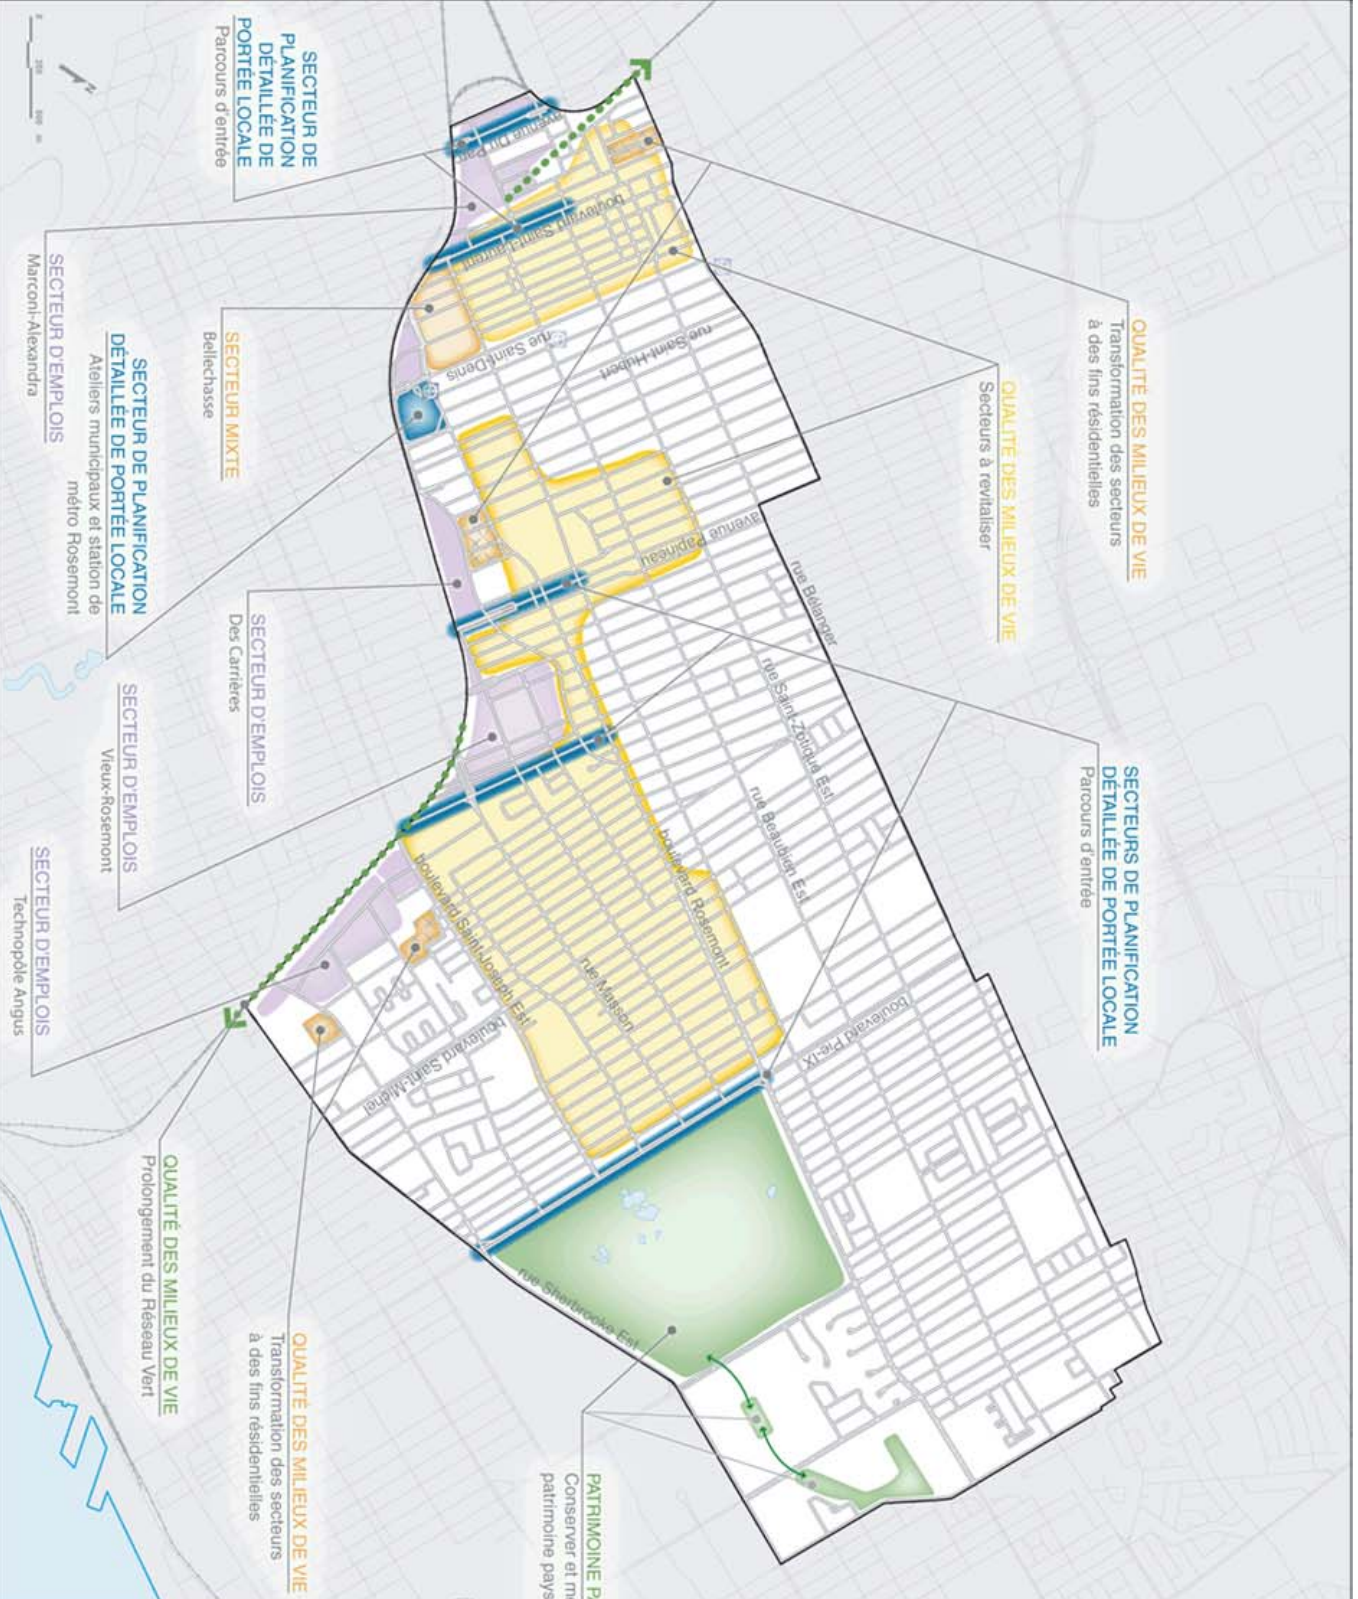 SECTEUR DE
PLANIFICATION
DÉTAILLÉE DE
PORTÉE LOCALE
Parcours d'entrée
SECTEUR D'EMPLOIS
Marconi-Alexandra
SECTEUR MIXTE
Bellechasse
SECTEUR DE PLANIFICATION
DÉTAILLÉE DE PORTÉE LOCALE
Ateliers municipaux et station de
métro Rosemont
SECTEUR D'EMPLOIS
Des Carrières
SECTEUR D'EMPLOIS
Vieux-Rosemont
SECTEUR D'EMPLOIS
Technopôle Angus
QUALITÉ DES MILIEUX DE VIE
Transformation des secteurs
à des fins résidentielles
QUALITÉ DES MILIEUX DE VIE
Secteurs à revitaliser
SECTEURS DE PLANIFICATION
DÉTAILLÉE DE PORTÉE LOCALE
Parcours d'entrée
QUALITÉ DES MILIEUX DE VIE
Prolongement du Réseau Vert
QUALITÉ DES MILIEUX DE VIE
Transformation des secteurs
à des fins résidentielles
PATRIMOINE
Conserver et
patrimoine
avenue Du Parc
boulevard Saint-Laurent
rue Saint-Denis
rue Saint-Hubert
avenue Papineau
rue Bélanger
rue Saint-Zotique Est
rue Beaubien Est
boulevard Rosemont
rue Masson
boulevard Saint-Joseph Est
boulevard Saint-Michel
boulevard Pie-IX
rue Sherbrooke Est
N